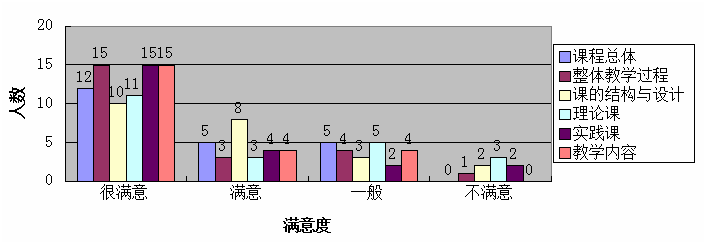 20
15
10
5
0
人数
12 15 10 11 15 15
5 3 8 3 4 4
5 4 3 5 2 4
0 1 2 3 2 0
很满意 满意 一般 不满意
满意度
课程总体
整体教学过程
课的结构与设计
理论课
实践课
教学内容